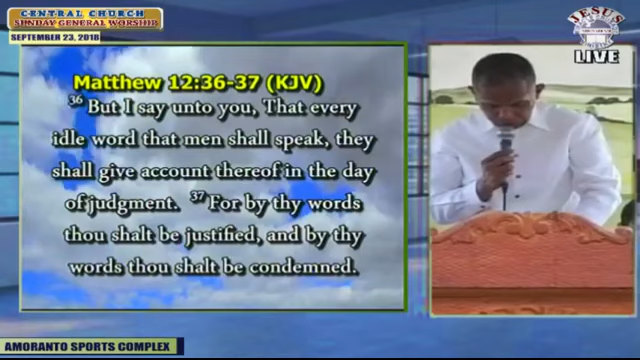 CENTRAL CHURCH
SUNDAY GENERAL WORSHIP
SEPTEMBER 23, 2018
JESUS
LIVE
Matthew 12:36-37 (KJV)
36 But I say unto you, That every
idle word that men shall speak, they
shall give account thereof in the day
of judgment. 37 For by thy words
thou shalt be justified, and by thy
words thou shalt be condemned.
AMORANTO SPORTS COMPLEX